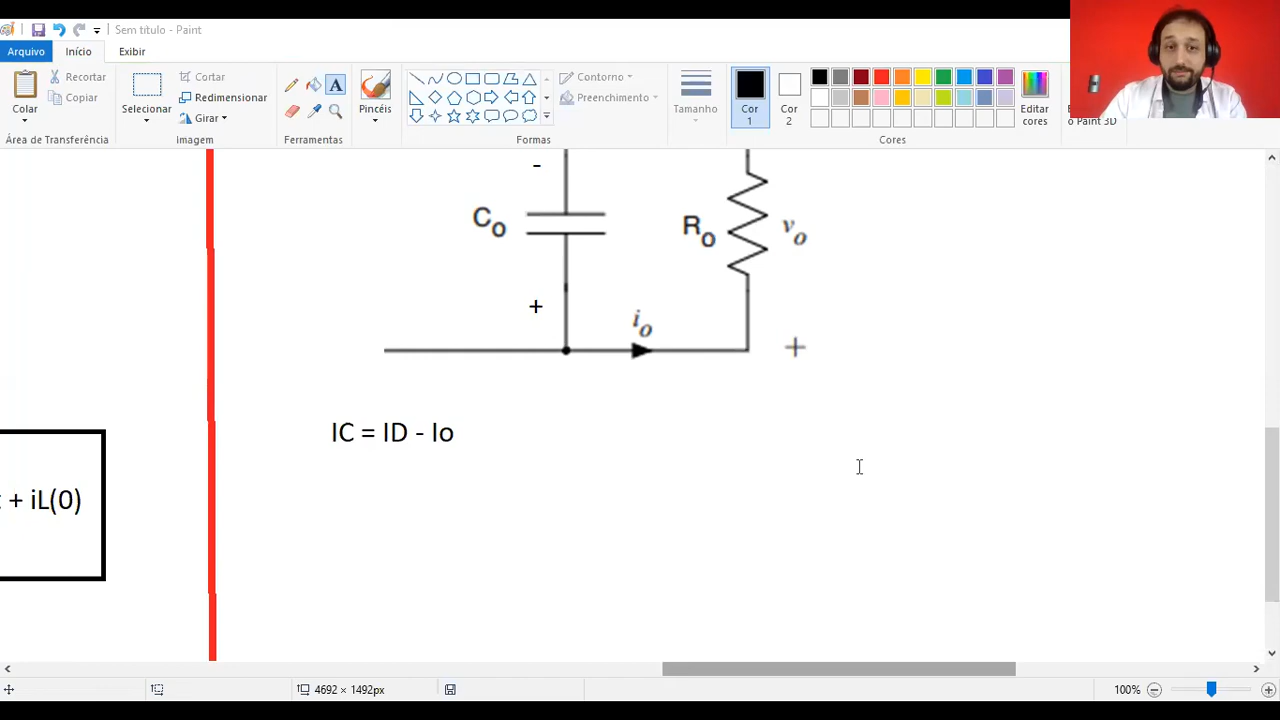 Sem título - Paint
Arquivo
Início
Exibir
Colar
Recortar
Copiar
Área de Transferência
Selecionar
Cortar
Redimensionar
Girar
Imagem
A
Ferramentas
Pincéis
Contorno
Preenchimento
Formas
Tamanho
Cor
1
Cor
2
Editar
cores
o Paint 3D
Cores
-
Co
Ro
vo
+
io
+
IC = ID - Io
+ iL(0)
4692 × 1492px
100%